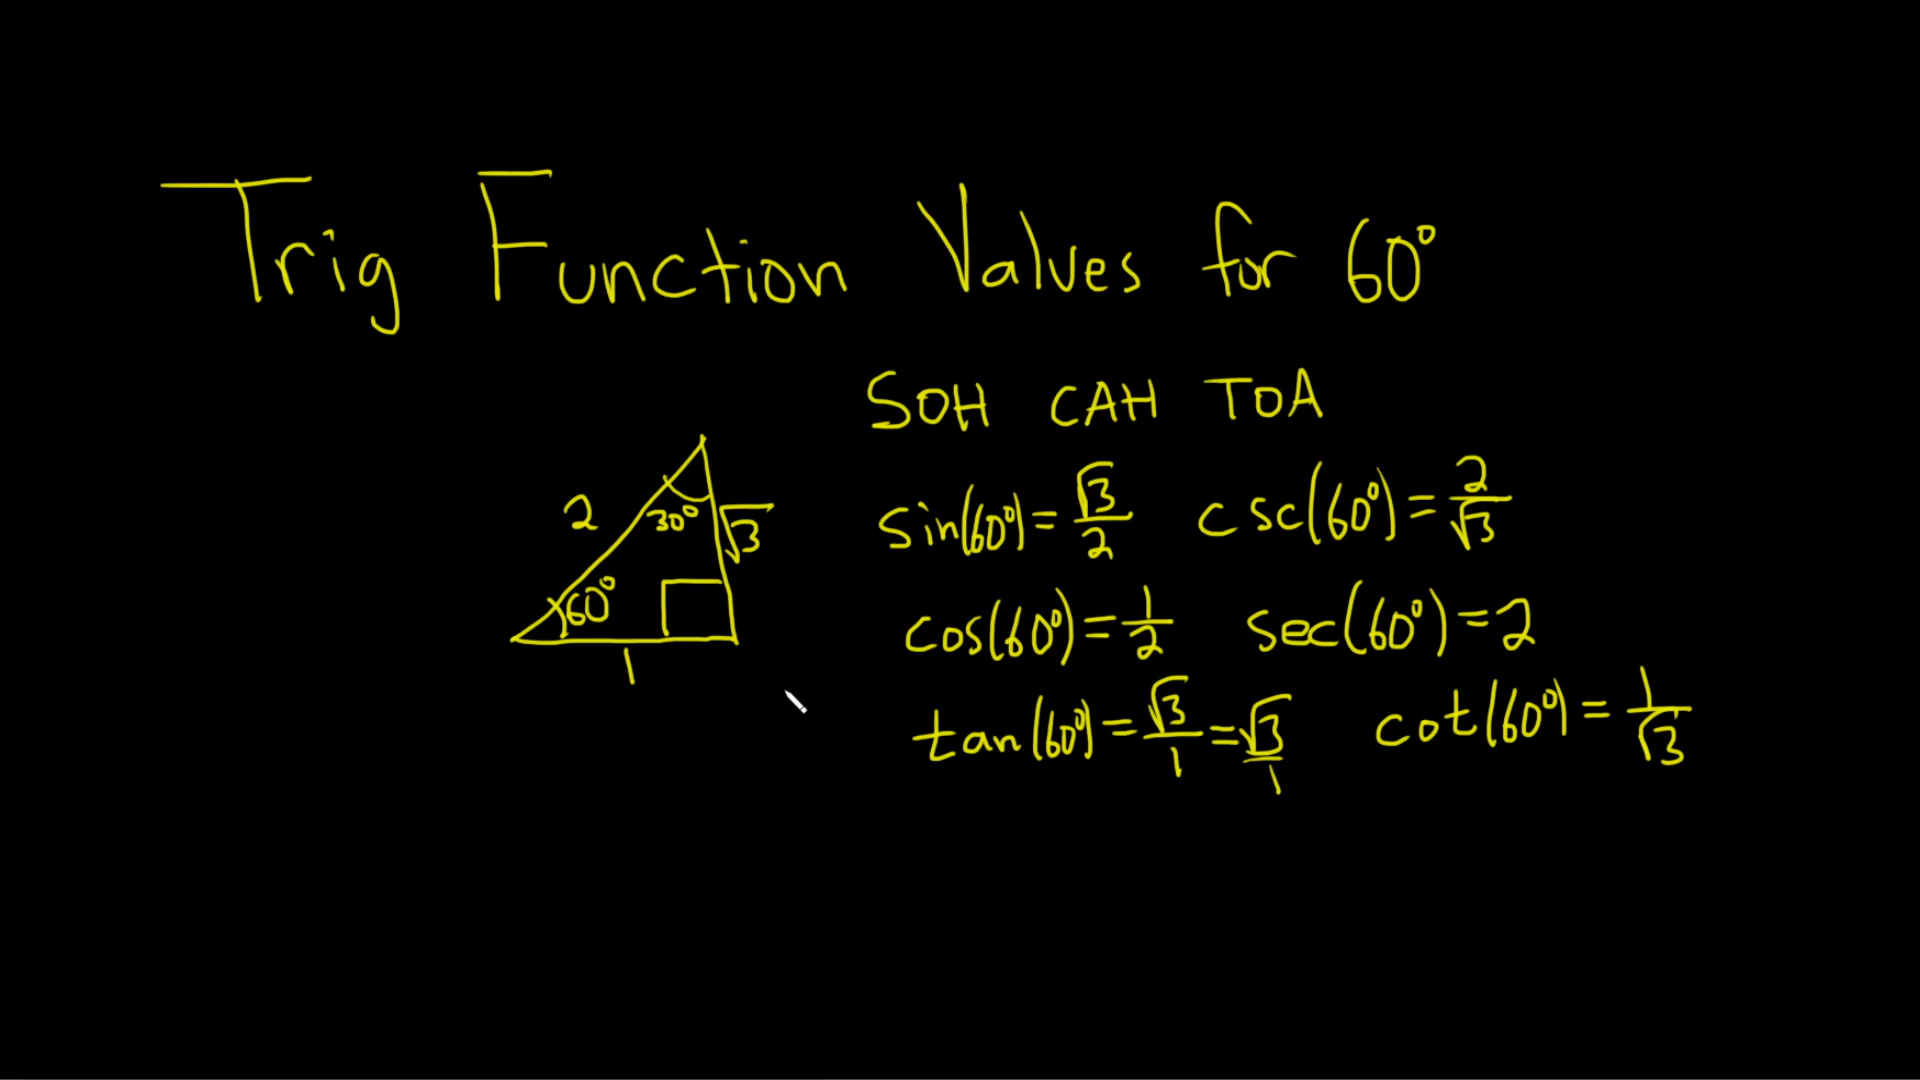 Trig Function Values for 60°
SOH CAH TOA
2
30°
√3
60°
1
sin(60°)=√3/2 csc(60°)=2/√3
cos(60°)=1/2 sec(60°)=2
tan(60°)=√3/1=√3/1 cot(60°)=1/√3